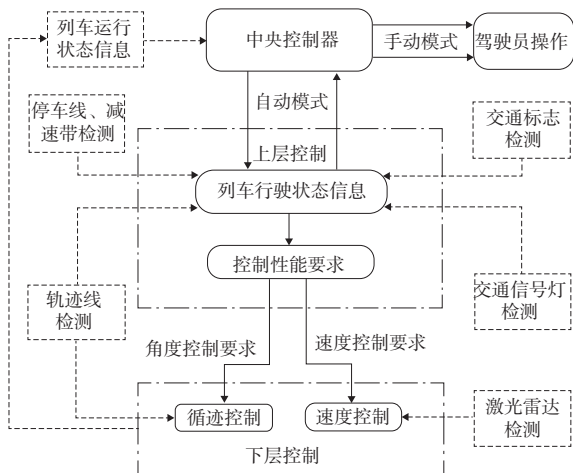 列车运行
状态信息
中央控制器
手动模式
驾驶员操作
自动模式
停车线、减
速带检测
交通标志
检测
上层控制
列车行驶状态信息
控制性能要求
轨迹线
检测
交通信号灯
检测
角度控制要求
速度控制要求
循迹控制
速度控制
激光雷达
检测
下层控制